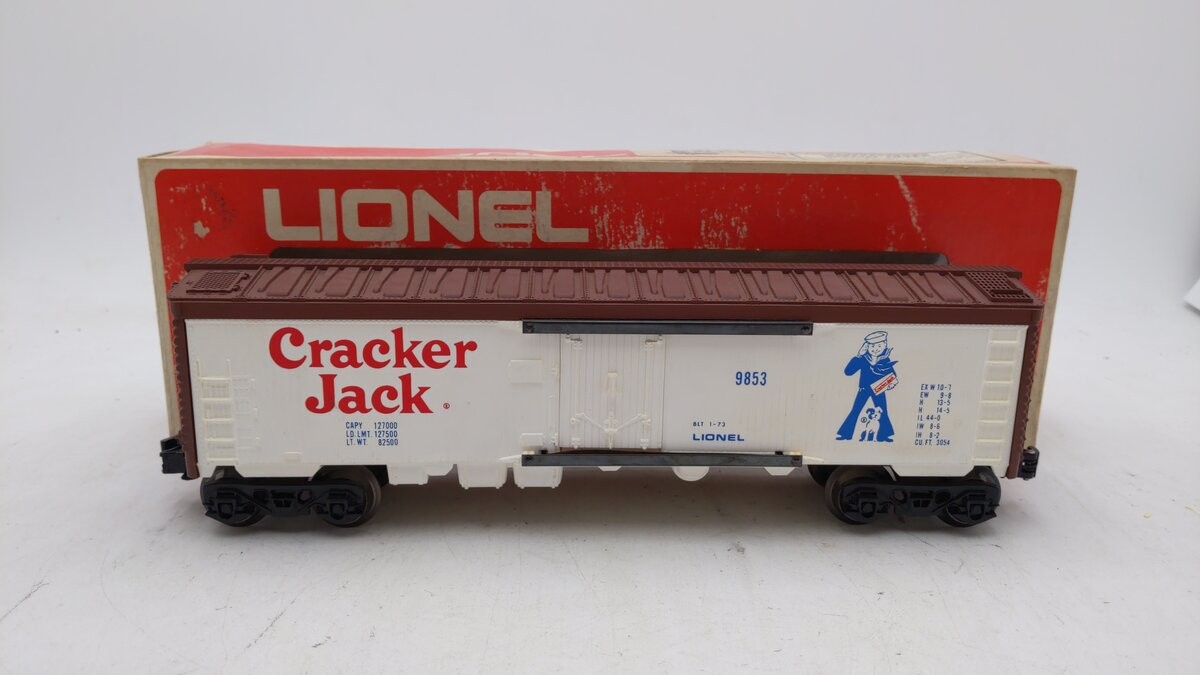 LIONEL
Cracker
Jack ®
CAPY 127000
LD. LMT. 127500
LT. WT. 82500
9853
BLT 1-73
LIONEL
EX W 10-7
EW 9-8
H 13-5
H 14-5
IL 44-0
IW 8-6
IH 8-2
CU. FT. 3054